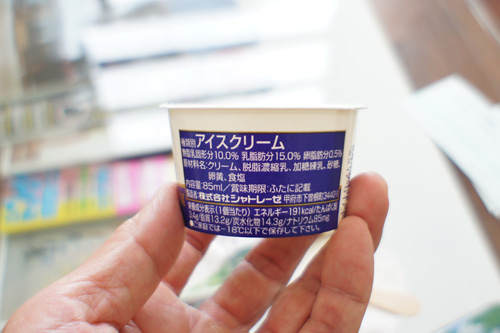 種類別 アイスクリーム
無脂乳固形分10.0% 乳脂肪分15.0% 卵脂肪分0.5%
原材料名:クリーム、脱脂濃縮乳、加糖練乳、砂糖、
卵黄、食塩
内容量:85ml/賞味期限:ふたに記載
株式会社シャトレーゼ 甲府市下曽根町3440-1
栄養成分表示(1個当たり) エネルギー191kcal/たんぱく質
3.4g/脂質13.2g/炭水化物14.3g/ナトリウム85mg
●ご家庭では-18℃以下で保存して下さい。